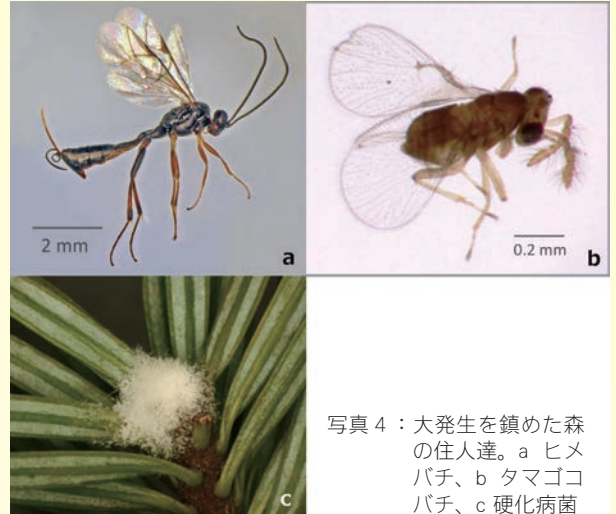 2 mm
a
0.2 mm
b
c
写真4：大発生を鎮めた森
の住人達。a ヒメ
バチ、b タマゴコ
バチ、c 硬化病菌